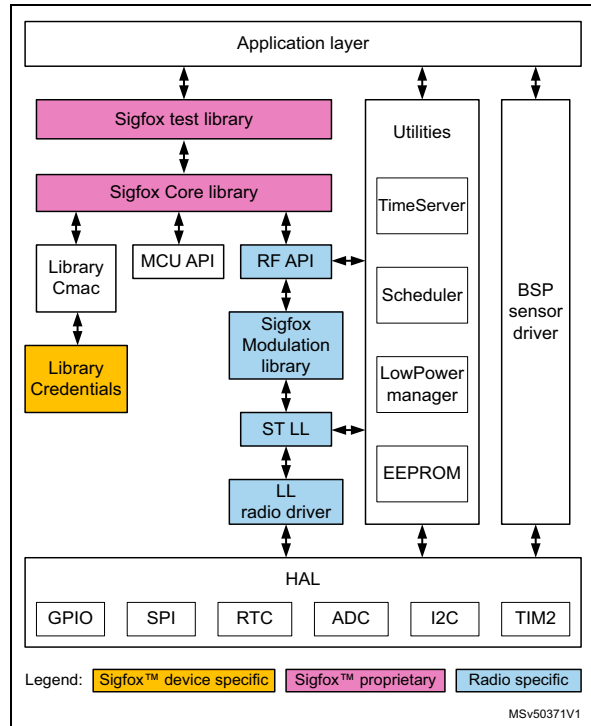 Application layer
Sigfox test library
Utilities
Sigfox Core library
TimeServer
Library
Cmac
MCU API
RF API
BSP
sensor
driver
Scheduler
Sigfox
Modulation
library
Library
Credentials
LowPower
manager
ST LL
EEPROM
LL
radio driver
HAL
GPIO SPI RTC ADC I2C TIM2
Legend: Sigfox™ device specific Sigfox™ proprietary Radio specific
MSv50371V1